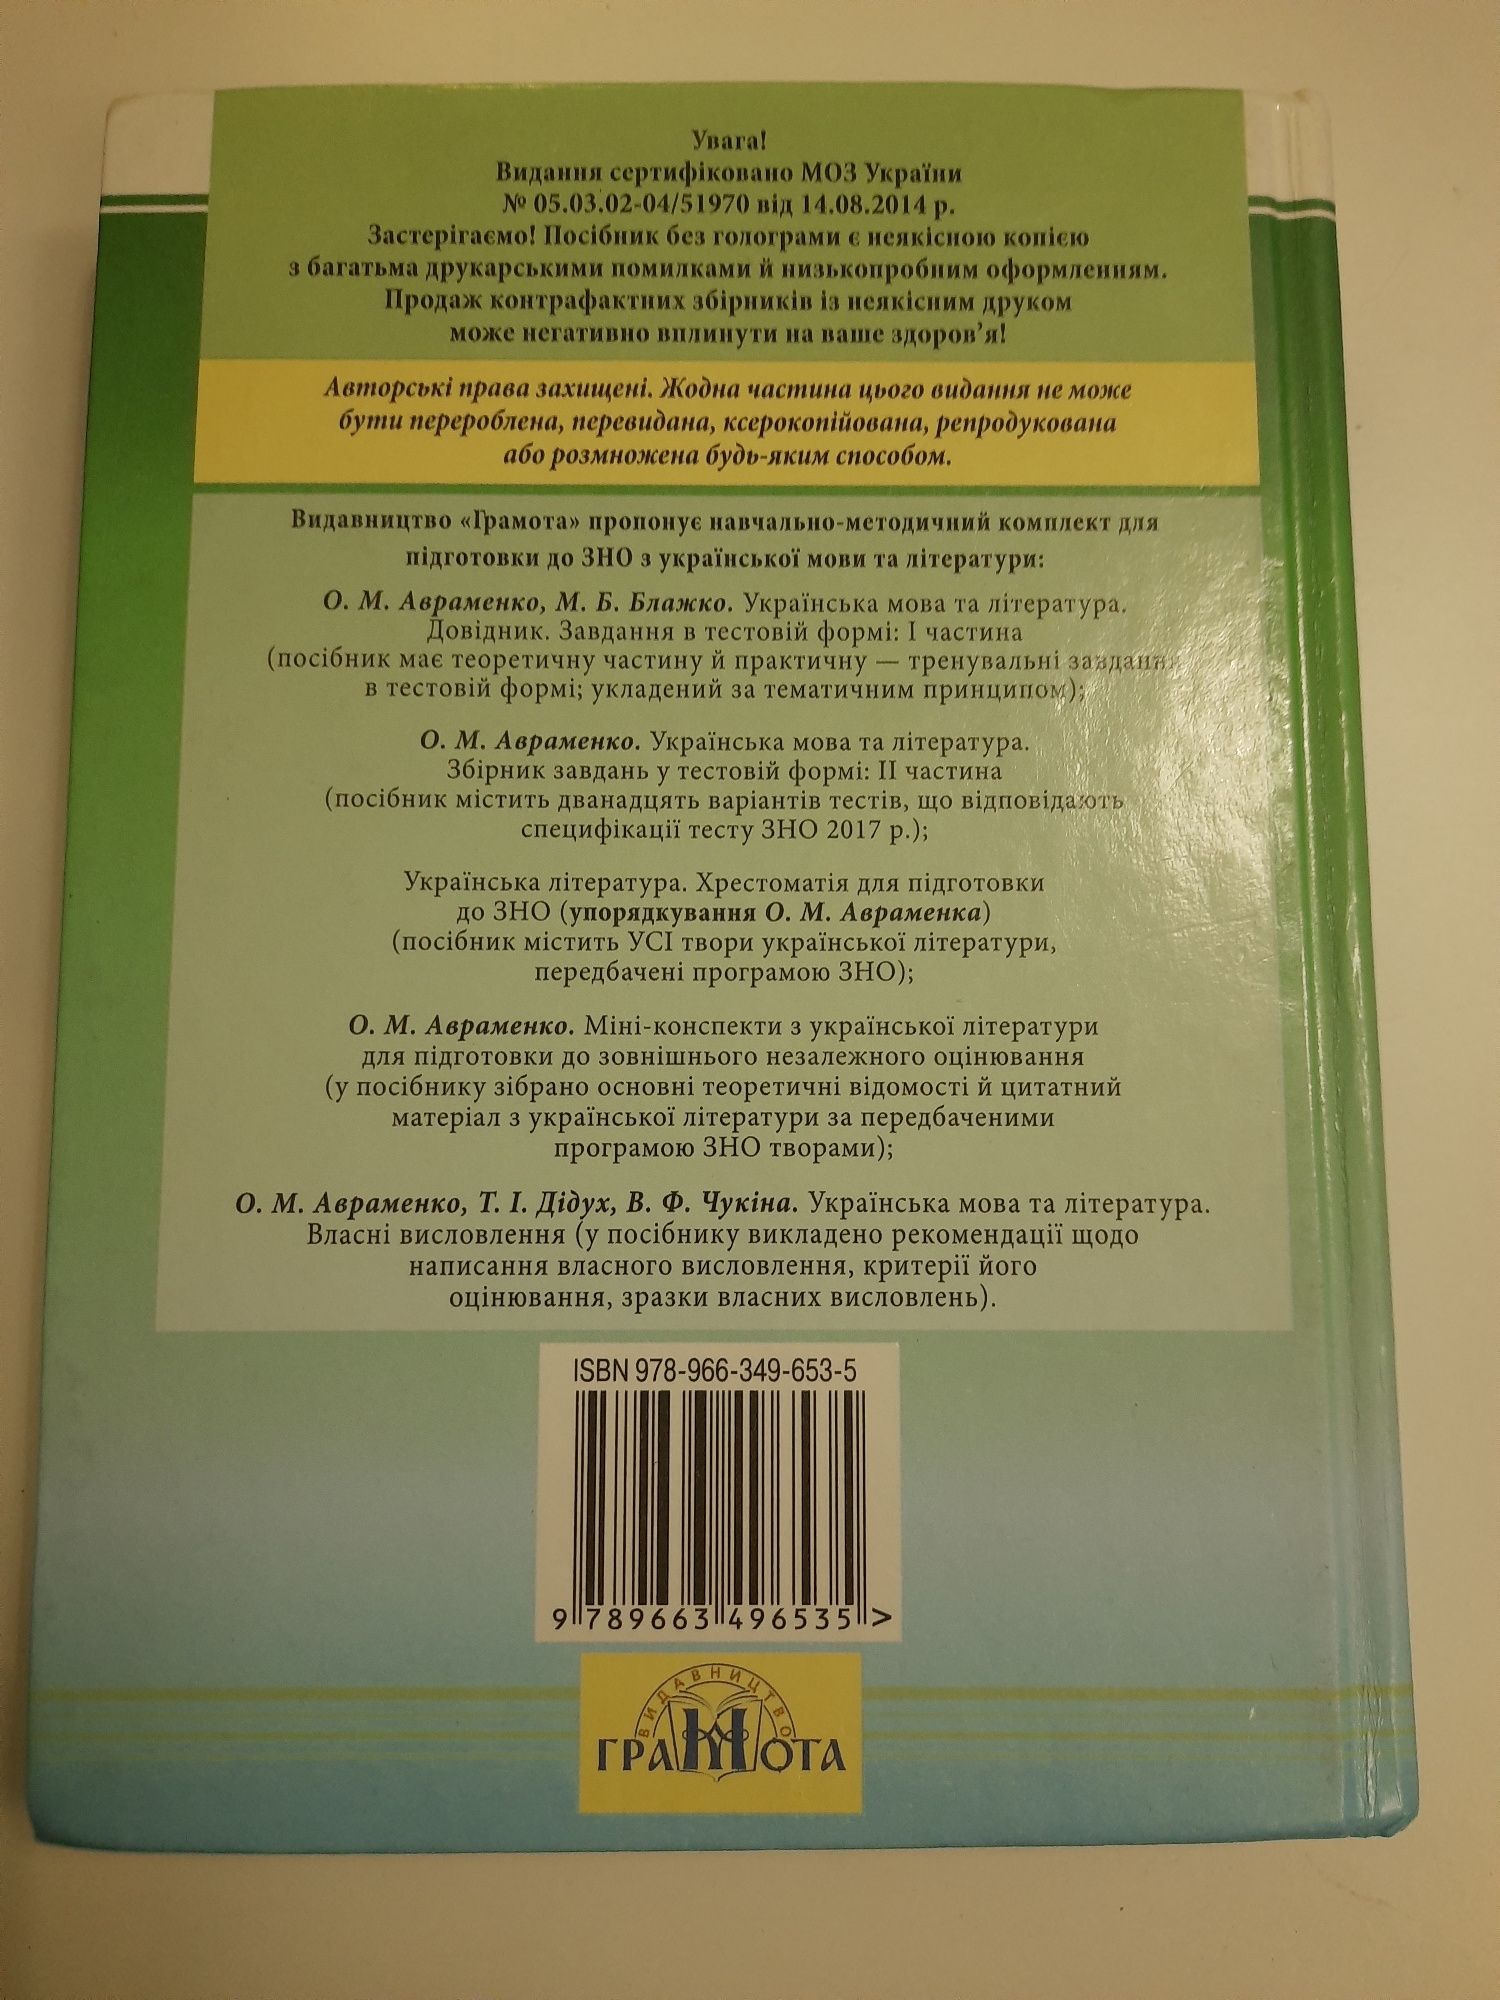 Увага!
Видання сертифіковано МОЗ України
№ 05.03.02-04/51970 від 14.08.2014 р.
Застерігаємо! Посібник без голограми є неякісною копією
з багатьма друкарськими помилками й низькопробним оформленням.
Продаж контрафактних збірників із неякісним друком
може негативно вплинути на ваше здоров’я!
Авторські права захищені. Жодна частина цього видання не може
бути перероблена, перевидана, ксерокопійована, репродукована
або розмножена будь-яким способом.
Видавництво «Грамота» пропонує навчально-методичний комплект для
підготовки до ЗНО з української мови та літератури:
О. М. Авраменко, М. Б. Блажко. Українська мова та література.
Довідник. Завдання в тестовій формі: І частина
(посібник має теоретичну частину й практичну — тренувальні завдання
в тестовій формі; укладений за тематичним принципом);
О. М. Авраменко. Українська мова та література.
Збірник завдань у тестовій формі: ІІ частина
(посібник містить дванадцять варіантів тестів, що відповідають
специфікації тесту ЗНО 2017 р.);
Українська література. Хрестоматія для підготовки
до ЗНО (упорядкування О. М. Авраменка)
(посібник містить УСІ твори української літератури,
передбачені програмою ЗНО);
О. М. Авраменко. Міні-конспекти з української літератури
для підготовки до зовнішнього незалежного оцінювання
(у посібнику зібрано основні теоретичні відомості й цитатний
матеріал з української літератури за передбаченими
програмою ЗНО творами);
О. М. Авраменко, Т. І. Дідух, В. Ф. Чукіна. Українська мова та література.
Власні висловлення (у посібнику викладено рекомендації щодо
написання власного висловлення, критерії його
оцінювання, зразки власних висловлень).
ISBN 978-966-349-653-5
9 789663 496535 >
ВИДАВНИЦТВО
ГРАМОТА